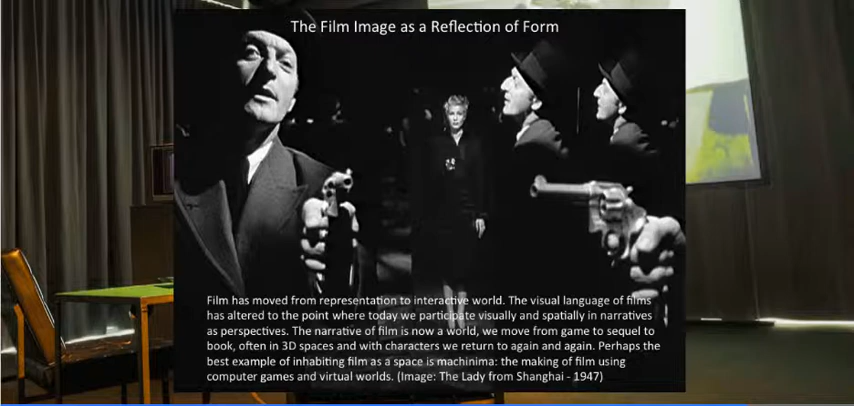 The Film Image as a Reflection of Form
Film has moved from representation to interactive world. The visual language of films
has altered to the point where today we participate visually and spatially in narratives
as perspectives. The narrative of film is now a world, we move from game to sequel to
book, often in 3D spaces and with characters we return to again and again. Perhaps the
best example of inhabiting film as a space is machinima: the making of film using
computer games and virtual worlds. (Image: The Lady from Shanghai - 1947)